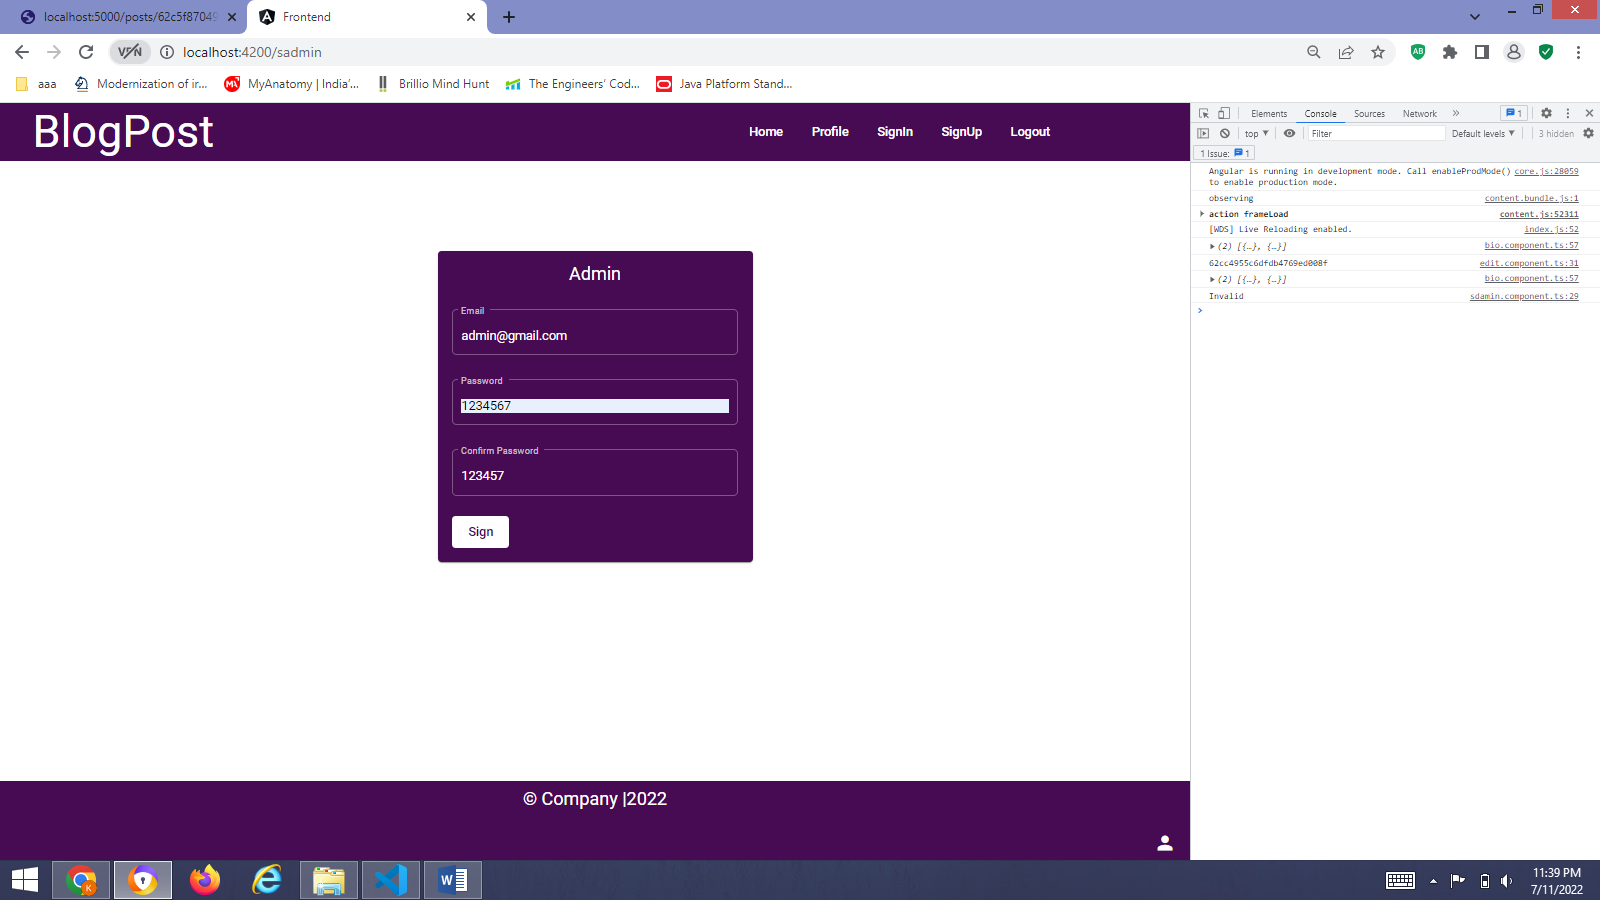 localhost:5000/posts/62c5f87049
Frontend
VPN
localhost:4200/sadmin
aaa
Modernization of ir...
MyAnatomy | India'...
Brillio Mind Hunt
The Engineers' Cod...
Java Platform Stand...
BlogPost
Home
Profile
SignIn
SignUp
Logout
Admin
Email
admin@gmail.com
Password
1234567
Confirm Password
123457
Sign
© Company |2022
Elements
Console
Sources
Network
»
1
top
Filter
Default levels
3 hidden
1 Issue:
1
Angular is running in development mode. Call enableProdMode() core.js:28059
to enable production mode.
observing content.bundle.js:1
action frameLoad content.js:52311
[WDS] Live Reloading enabled. index.js:52
(2) [{…}, {…}] bio.component.ts:57
62cc4955c6dfdb4769ed008f edit.component.ts:31
(2) [{…}, {…}] bio.component.ts:57
Invalid sdamin.component.ts:29
11:39 PM
7/11/2022